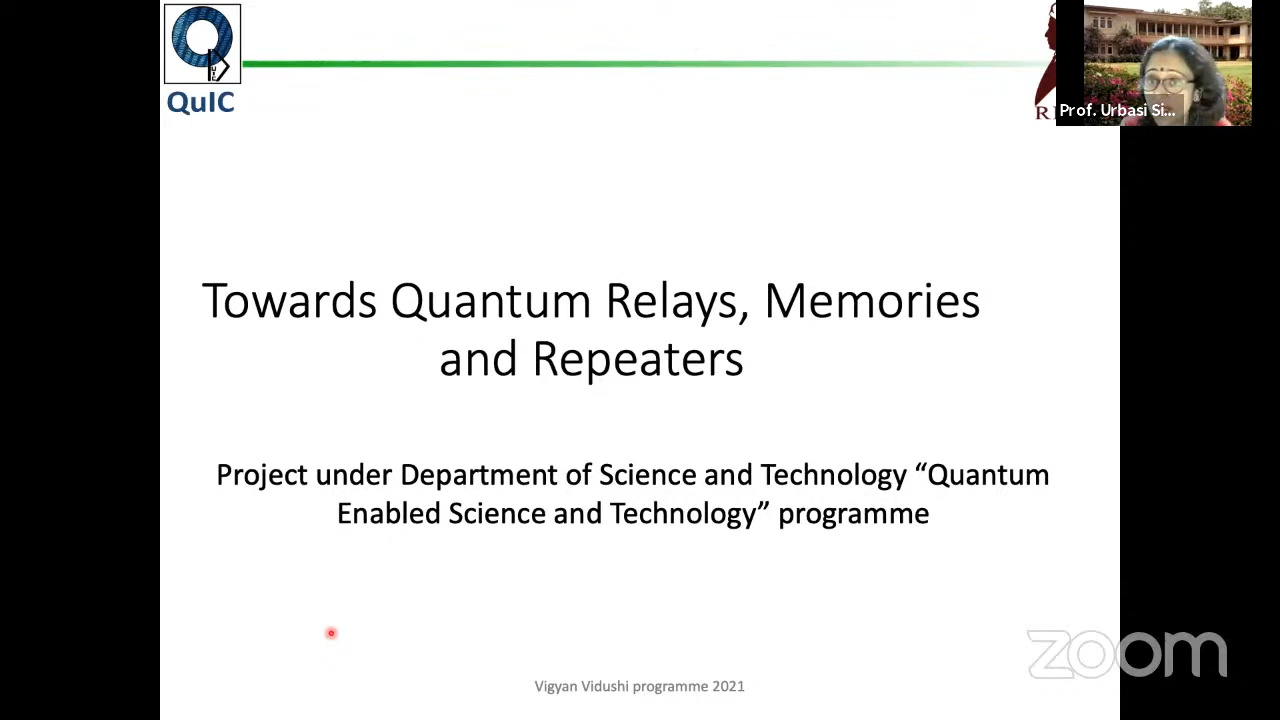 QuIC
Prof. Urbasi Si...
Towards Quantum Relays, Memories
and Repeaters
Project under Department of Science and Technology “Quantum
Enabled Science and Technology” programme
zoom
Vigyan Vidushi programme 2021